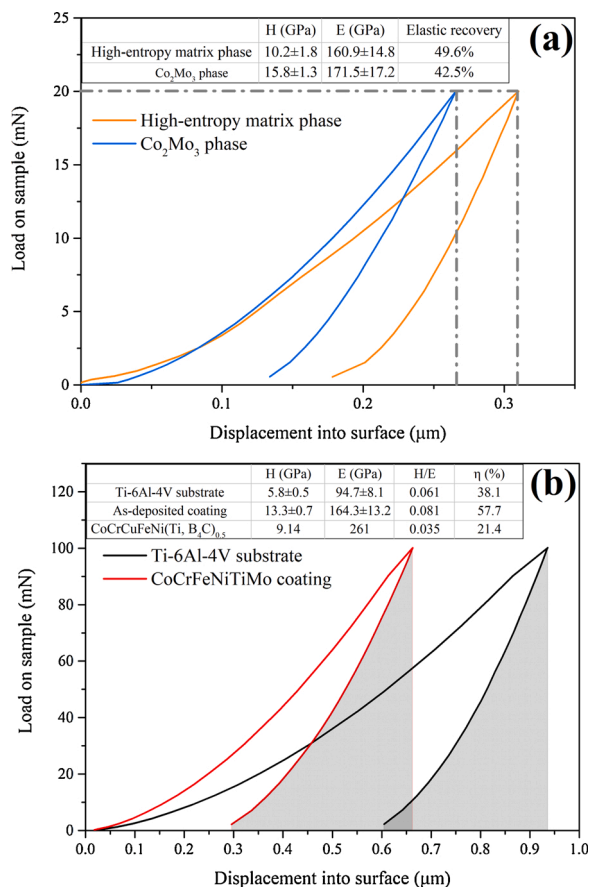 H (GPa) E (GPa) Elastic recovery
High-entropy matrix phase 10.2±1.8 160.9±14.8 49.6%
Co₂Mo₃ phase 15.8±1.3 171.5±17.2 42.5%
(a)
High-entropy matrix phase
Co₂Mo₃ phase
Load on sample (mN)
25
20
15
10
5
0
0.0 0.1 0.2 0.3
Displacement into surface (μm)
H (GPa) E (GPa) H/E η (%)
Ti-6Al-4V substrate 5.8±0.5 94.7±8.1 0.061 38.1
As-deposited coating 13.3±0.7 164.3±13.2 0.081 57.7
CoCrCuFeNi(Ti, B₄C)₀.₅ 9.14 261 0.035 21.4
(b)
Ti-6Al-4V substrate
CoCrFeNiTiMo coating
Load on sample (mN)
120
100
80
60
40
20
0
0.0 0.1 0.2 0.3 0.4 0.5 0.6 0.7 0.8 0.9 1.0
Displacement into surface (μm)